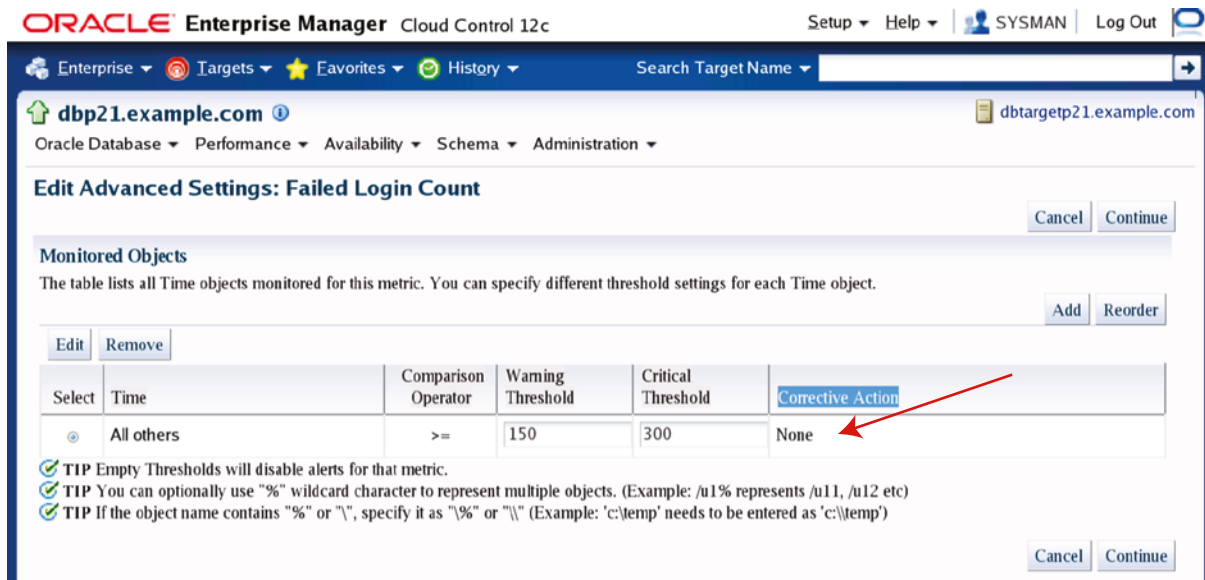 ORACLE Enterprise Manager Cloud Control 12c
Setup Help SYSMAN Log Out
Enterprise Targets Favorites History Search Target Name
dbp21.example.com
dbtargetp21.example.com
Oracle Database Performance Availability Schema Administration
Edit Advanced Settings: Failed Login Count
Cancel Continue
Monitored Objects
The table lists all Time objects monitored for this metric. You can specify different threshold settings for each Time object.
Add Reorder
Edit Remove
Select Time Comparison Operator Warning Threshold Critical Threshold Corrective Action
All others >= 150 300 None
TIP Empty Thresholds will disable alerts for that metric.
TIP You can optionally use "%" wildcard character to represent multiple objects. (Example: /u1% represents /u11, /u12 etc)
TIP If the object name contains "%" or "\", specify it as "\%" or "\\" (Example: 'c:\temp' needs to be entered as 'c:\\temp')
Cancel Continue